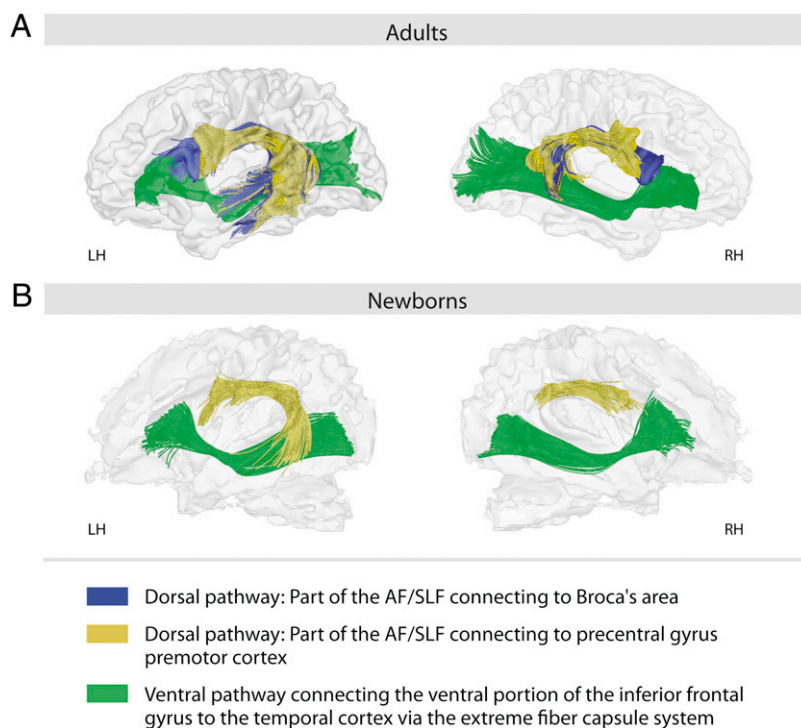 A
Adults
LH
RH
B
Newborns
LH
RH
Dorsal pathway: Part of the AF/SLF connecting to Broca's area
Dorsal pathway: Part of the AF/SLF connecting to precentral gyrus
premotor cortex
Ventral pathway connecting the ventral portion of the inferior frontal
gyrus to the temporal cortex via the extreme fiber capsule system